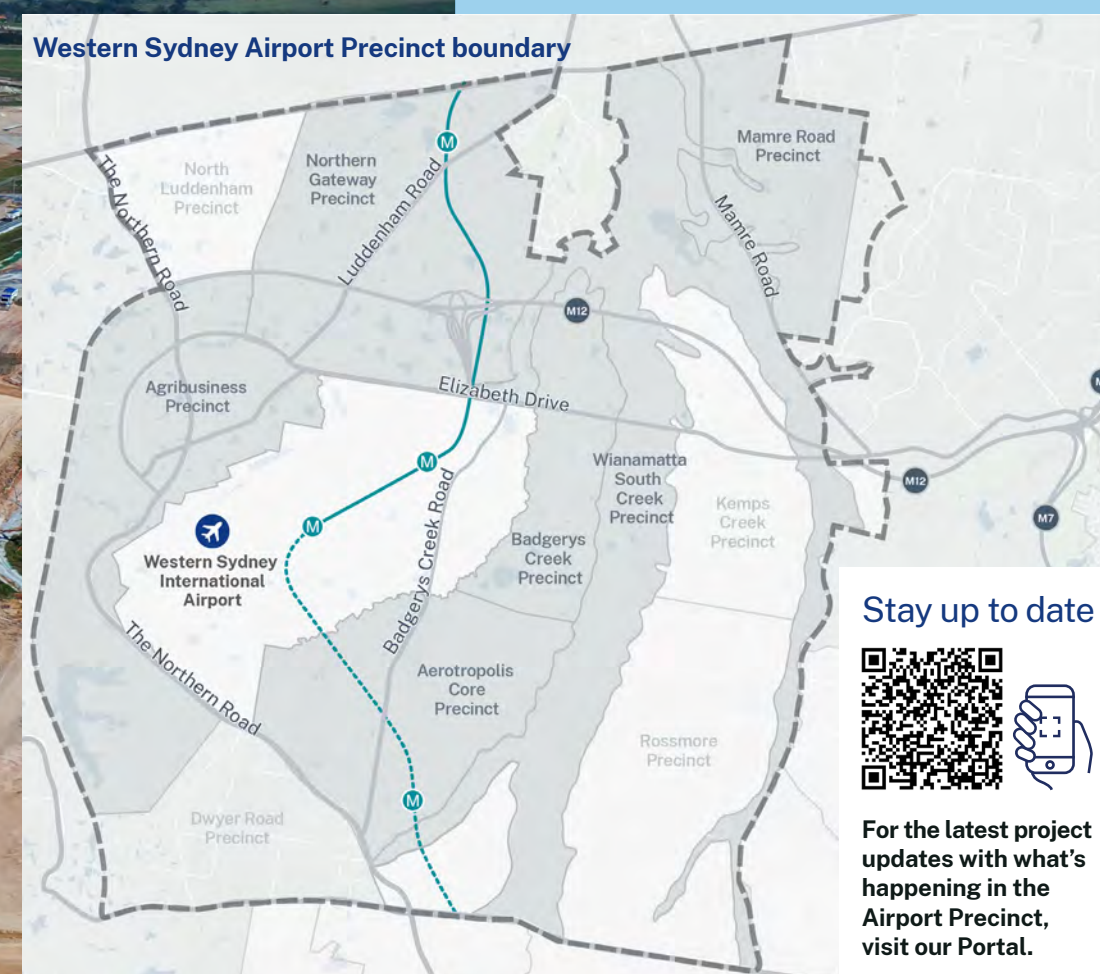 Western Sydney Airport Precinct boundary
M
North
Luddenham
Precinct
Northern
Gateway
Precinct
Mamre Road
Precinct
The Northern Road
Luddenham Road
Mamre Road
M12
Agribusiness
Precinct
Elizabeth Drive
M
Wianamatta
South
Creek
Precinct
M12
Kemps
Creek
Precinct
M7
M
Western Sydney
International
Airport
Badgerys Creek Road
Badgerys
Creek
Precinct
The Northern Road
Aerotropolis
Core
Precinct
Rossmore
Precinct
M
Dwyer Road
Precinct
Stay up to date
For the latest project
updates with what's
happening in the
Airport Precinct,
visit our Portal.